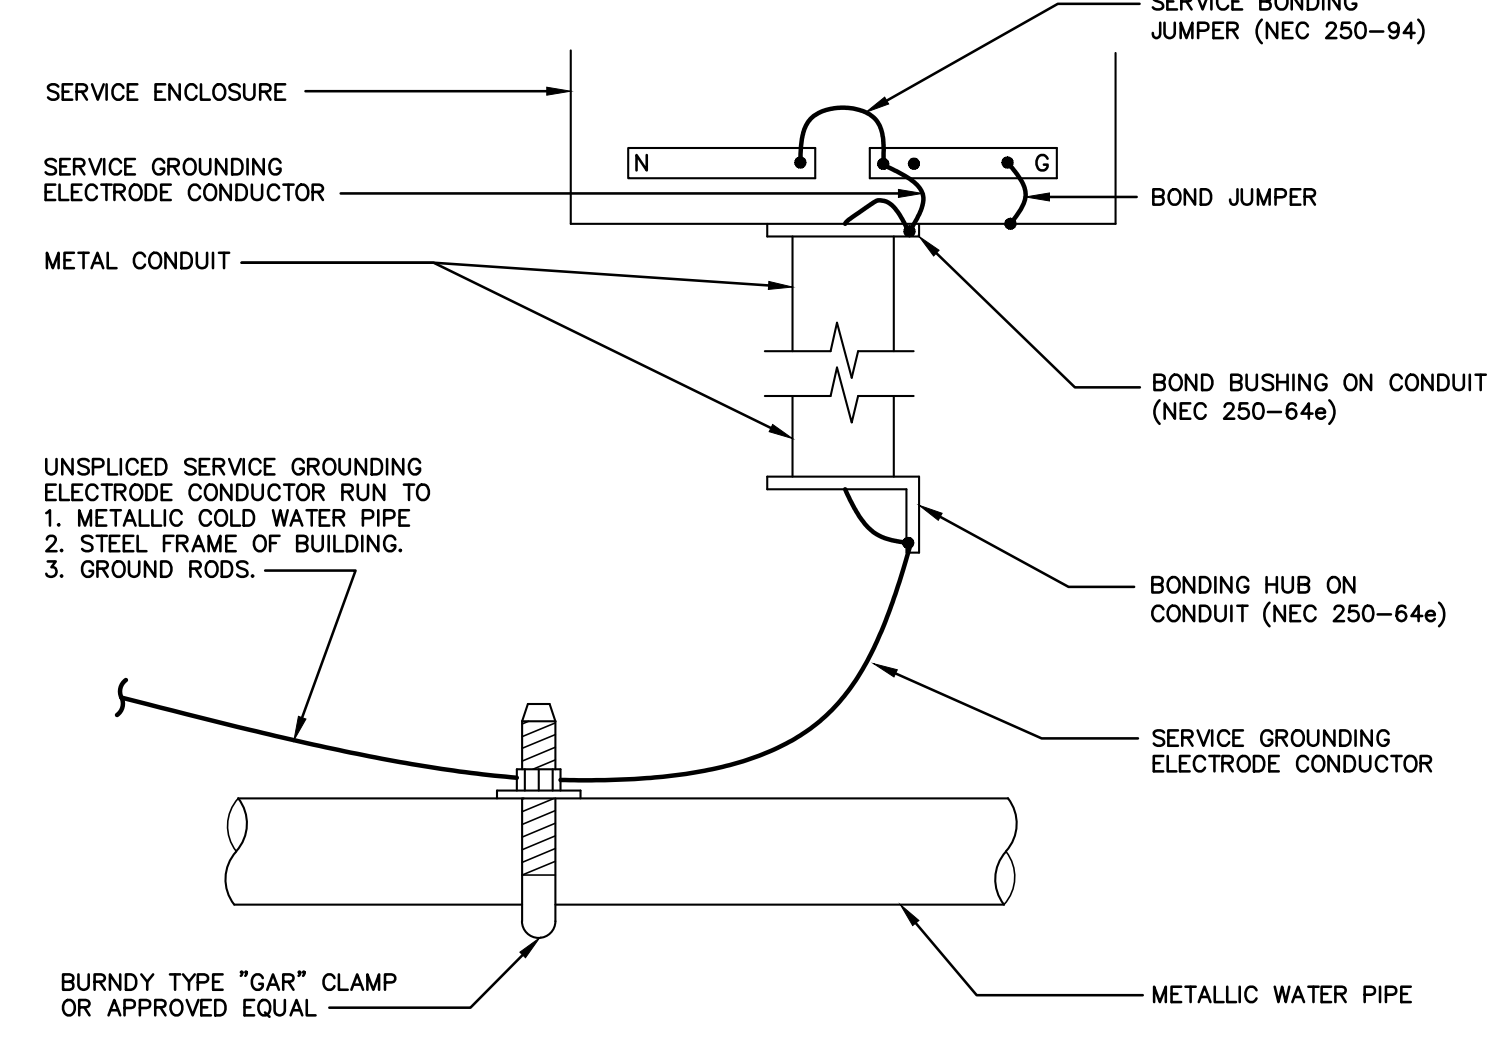 SERVICE BONDING
JUMPER (NEC 250-94)
SERVICE ENCLOSURE
SERVICE GROUNDING
ELECTRODE CONDUCTOR
N
G
BOND JUMPER
METAL CONDUIT
BOND BUSHING ON CONDUIT
(NEC 250-64e)
UNSPLICED SERVICE GROUNDING
ELECTRODE CONDUCTOR RUN TO
1. METALLIC COLD WATER PIPE
2. STEEL FRAME OF BUILDING.
3. GROUND RODS.
BONDING HUB ON
CONDUIT (NEC 250-64e)
SERVICE GROUNDING
ELECTRODE CONDUCTOR
BURNDY TYPE "GAR" CLAMP
OR APPROVED EQUAL
METALLIC WATER PIPE